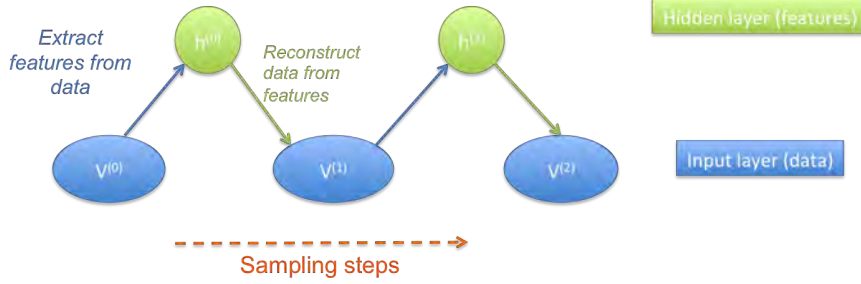 Hidden layer (features)
Extract
features from
data
h⁽⁰⁾
Reconstruct
data from
features
V⁽⁰⁾
V⁽¹⁾
V⁽²⁾
Input layer (data)
Sampling steps